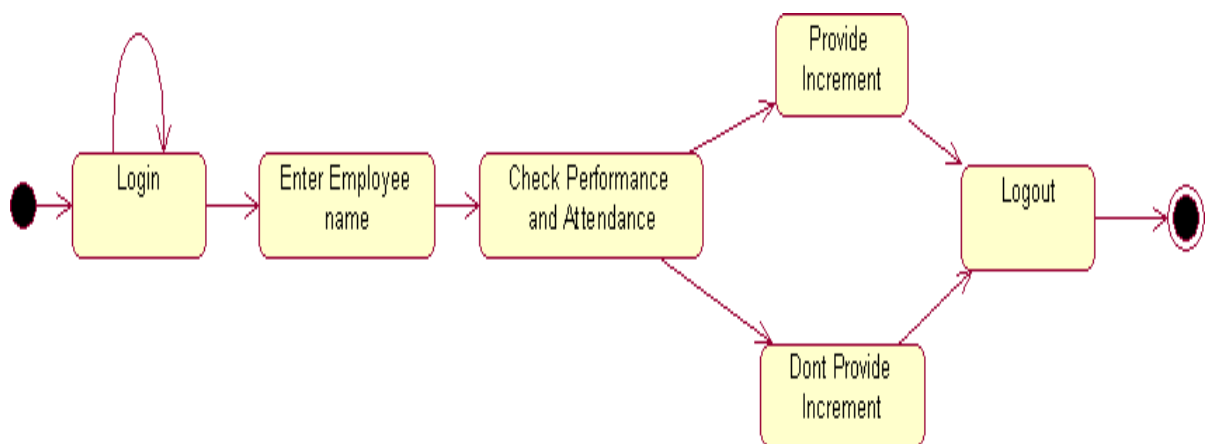 Login
Enter Employee
name
Check Performance
and Attendance
Provide
Increment
Dont Provide
Increment
Logout